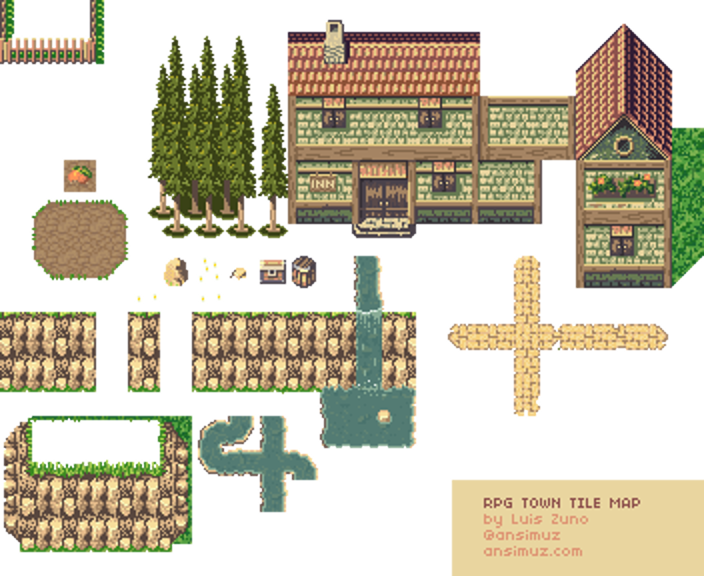 INN
RPG TOWN TILE MAP
by Luis Zuno
@ansimuz
ansimuz.com